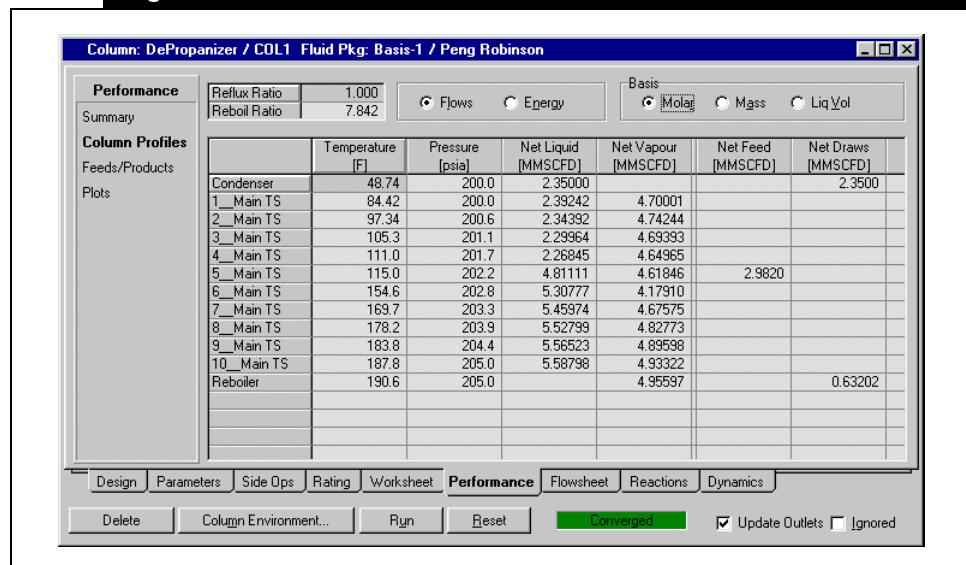 Column: DePropanizer / COL1 Fluid Pkg: Basis-1 / Peng Robinson
Performance
Summary
Column Profiles
Feeds/Products
Plots
Reflux Ratio 1.000
Reboil Ratio 7.842
Flows Energy
Basis
Molar Mass Liq Vol
Temperature Pressure Net Liquid Net Vapour Net Feed Net Draws
[F] [psia] [MMSCFD] [MMSCFD] [MMSCFD] [MMSCFD]
Condenser 48.74 200.0 2.35000 2.3500
1__Main TS 84.42 200.0 2.39242 4.70001
2__Main TS 97.34 200.6 2.34392 4.74244
3__Main TS 105.3 201.1 2.29964 4.69393
4__Main TS 111.0 201.7 2.26845 4.64965
5__Main TS 115.0 202.2 4.81111 4.61846 2.9820
6__Main TS 154.6 202.8 5.30777 4.17910
7__Main TS 169.7 203.3 5.45974 4.67575
8__Main TS 178.2 203.9 5.52799 4.82773
9__Main TS 183.8 204.4 5.56523 4.89598
10__Main TS 187.8 205.0 5.58798 4.93322
Reboiler 190.6 205.0 4.95597 0.63202
Design Parameters Side Ops Rating Worksheet Performance Flowsheet Reactions Dynamics
Delete Column Environment... Run Reset Converged Update Outlets Ignored